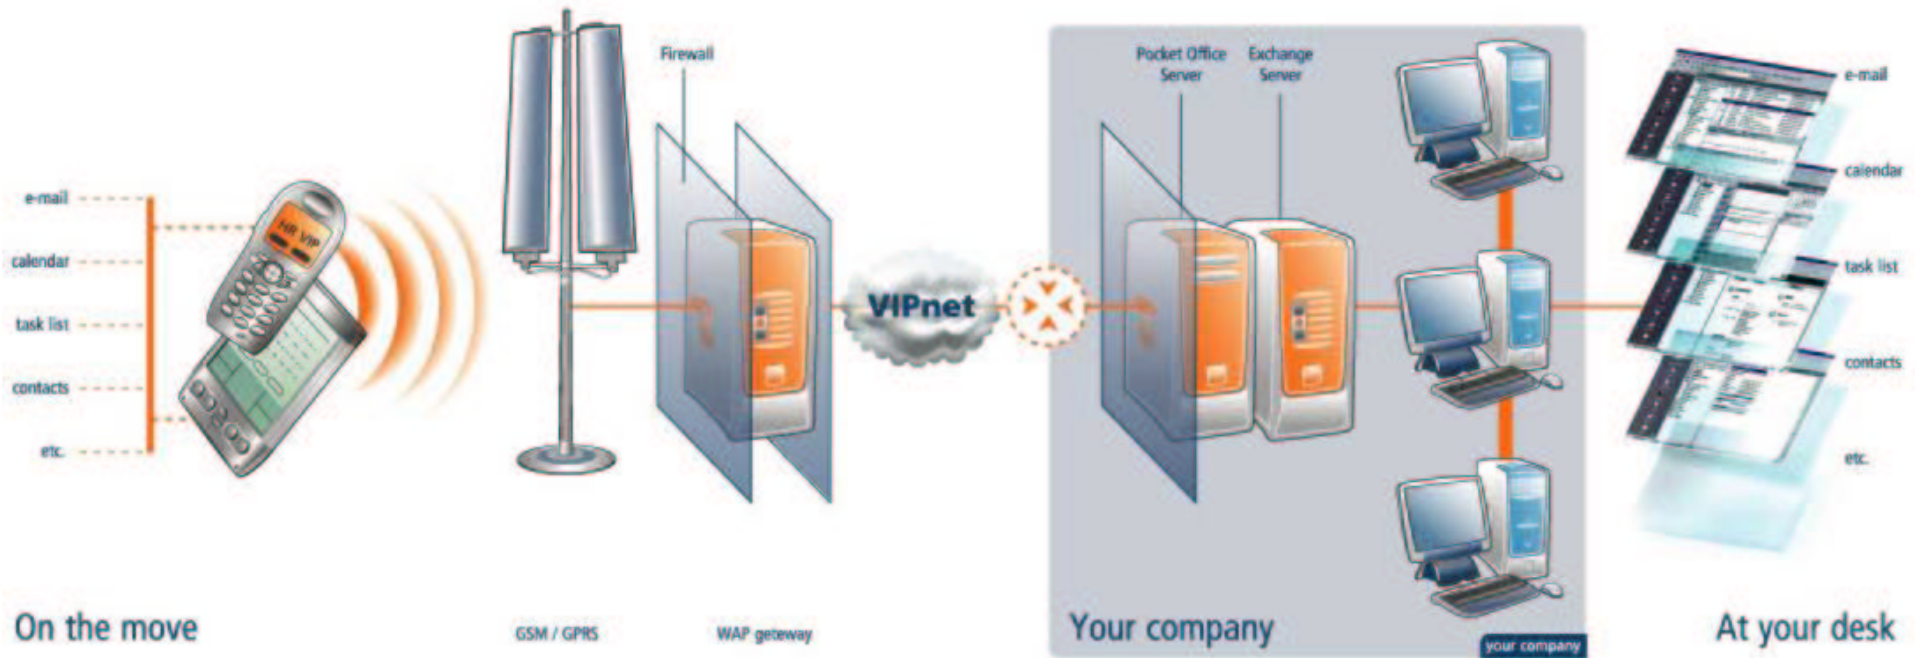 e-mail
calendar
task list
contacts
etc.
HR VIP
Firewall
VIPnet
Pocket Office
Server
Exchange
Server
e-mail
calendar
task list
contacts
etc.
On the move
GSM / GPRS
WAP geteway
Your company
your company
At your desk